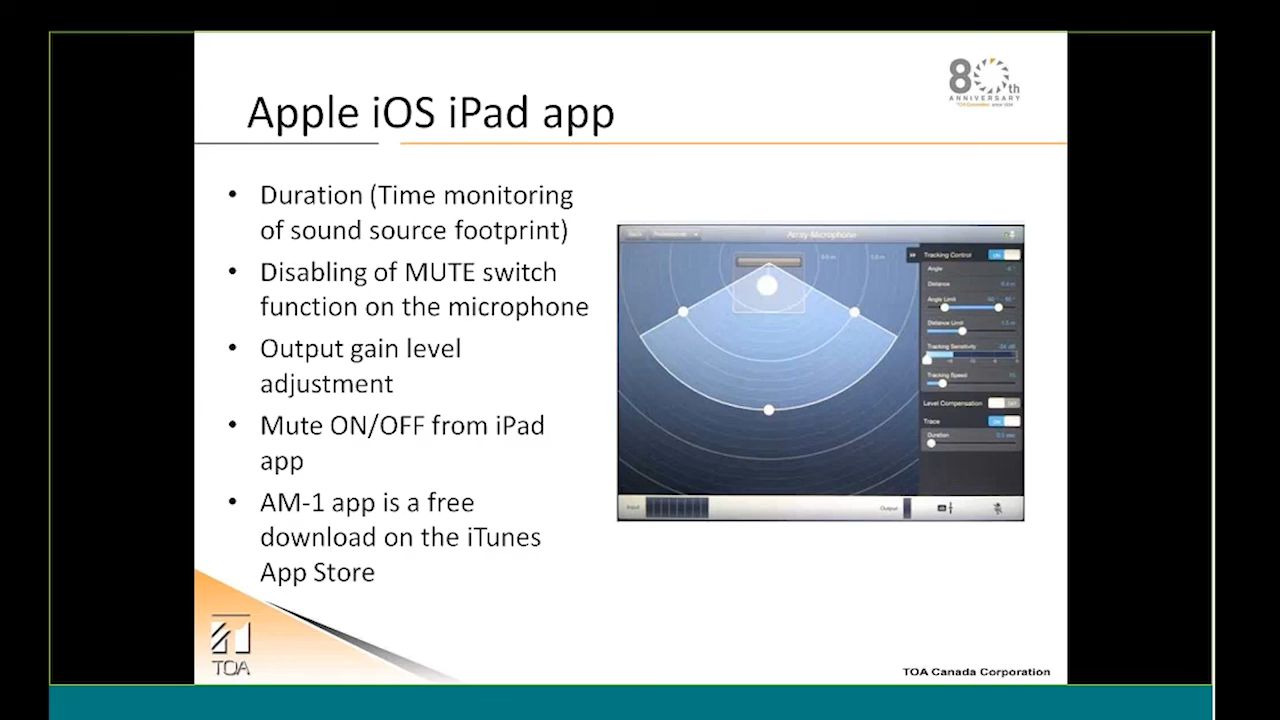 80th
ANNIVERSARY
Apple iOS iPad app
• Duration (Time monitoring
of sound source footprint)
• Disabling of MUTE switch
function on the microphone
• Output gain level
adjustment
• Mute ON/OFF from iPad
app
• AM-1 app is a free
download on the iTunes
App Store
Array-Microphone
Tracking Control
Angle
Distance
Angle Limit
Distance Limit
Tracking Sensitivity
Tracking Speed
Level Compensation
Trace
Duration
Input
Output
TOA
TOA Canada Corporation